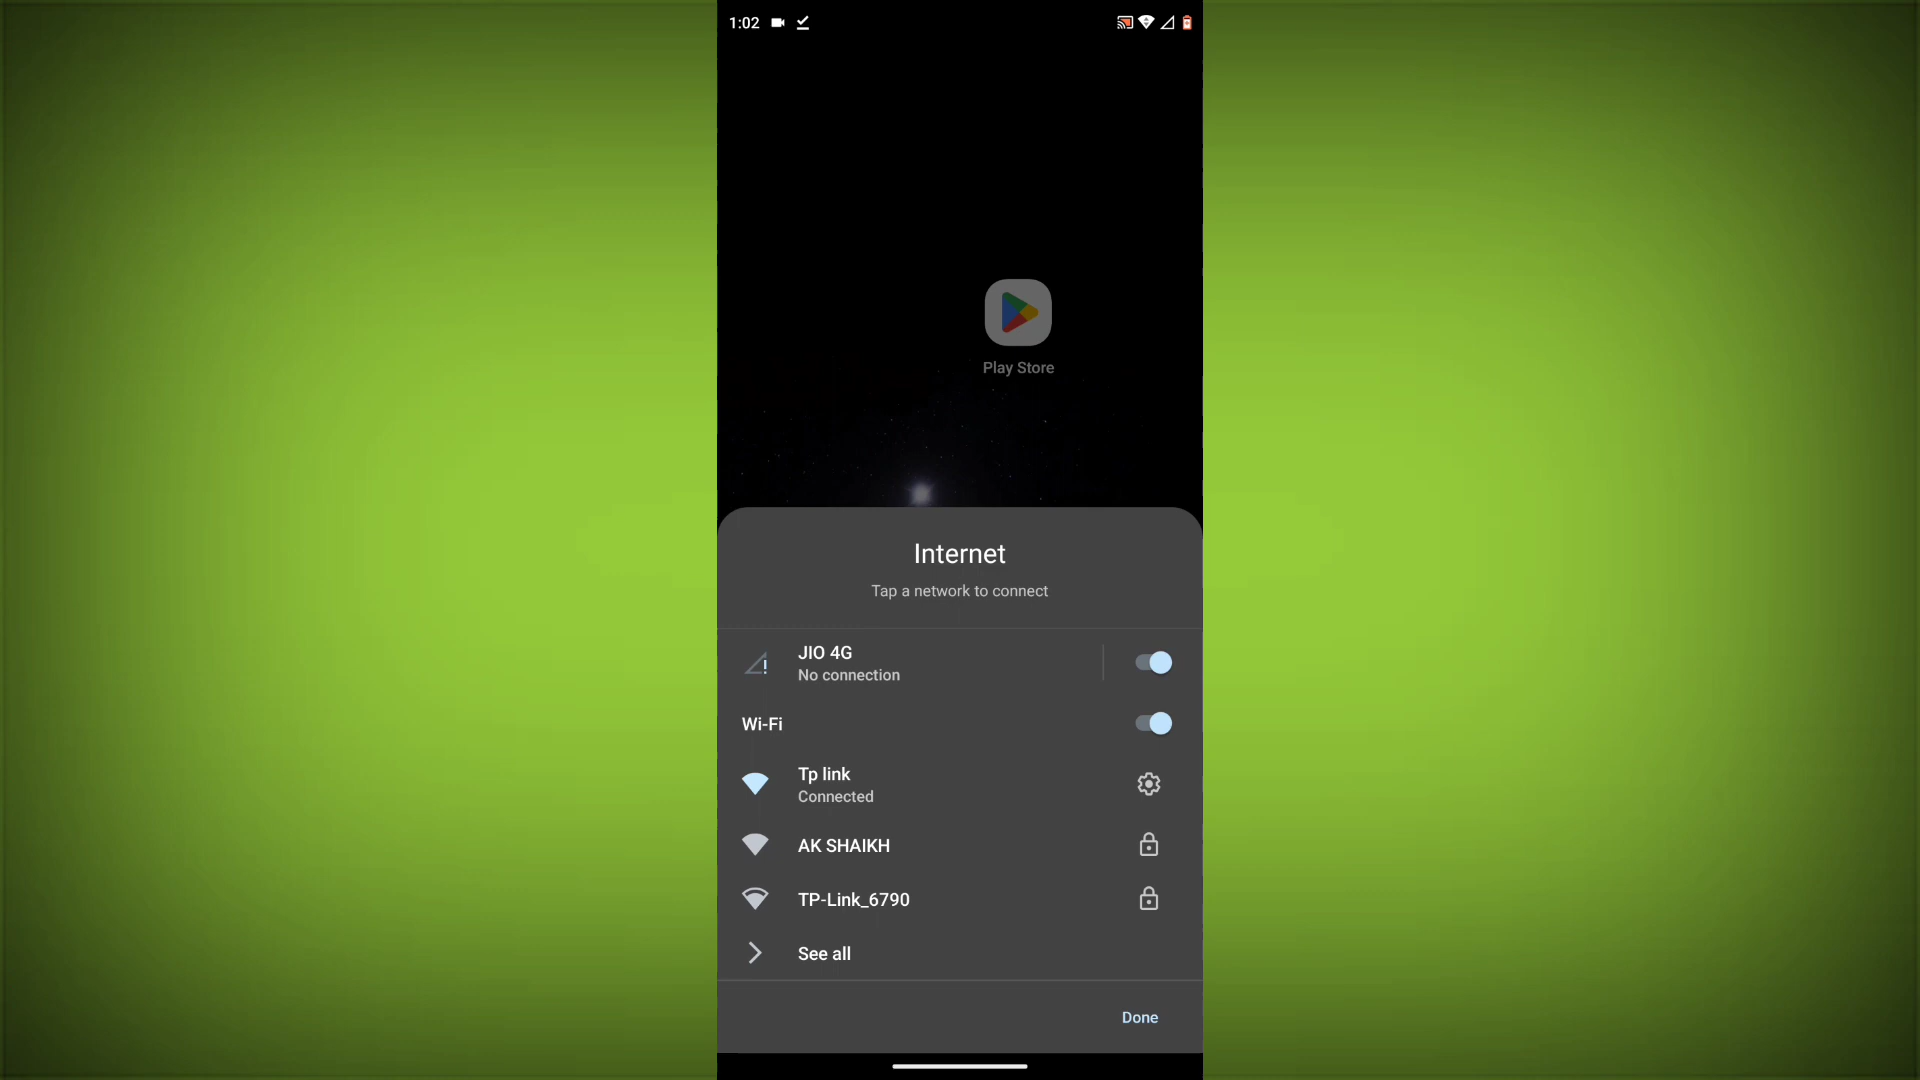 1:02
Play Store
Internet
Tap a network to connect
JIO 4G
No connection
Wi-Fi
Tp link
Connected
AK SHAIKH
TP-Link_6790
See all
Done